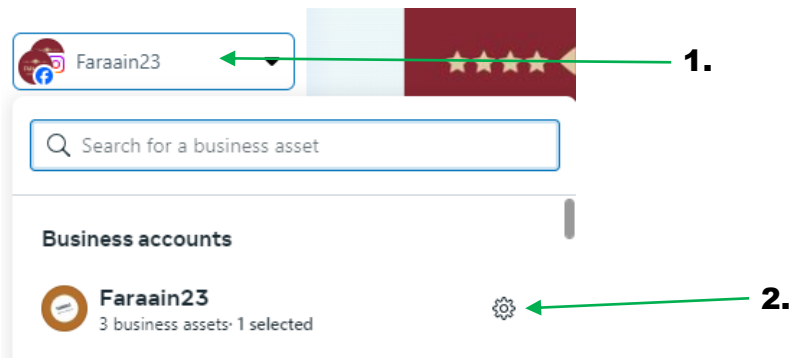 Faraain23
1.
Search for a business asset
Business accounts
Faraain23
3 business assets· 1 selected
2.